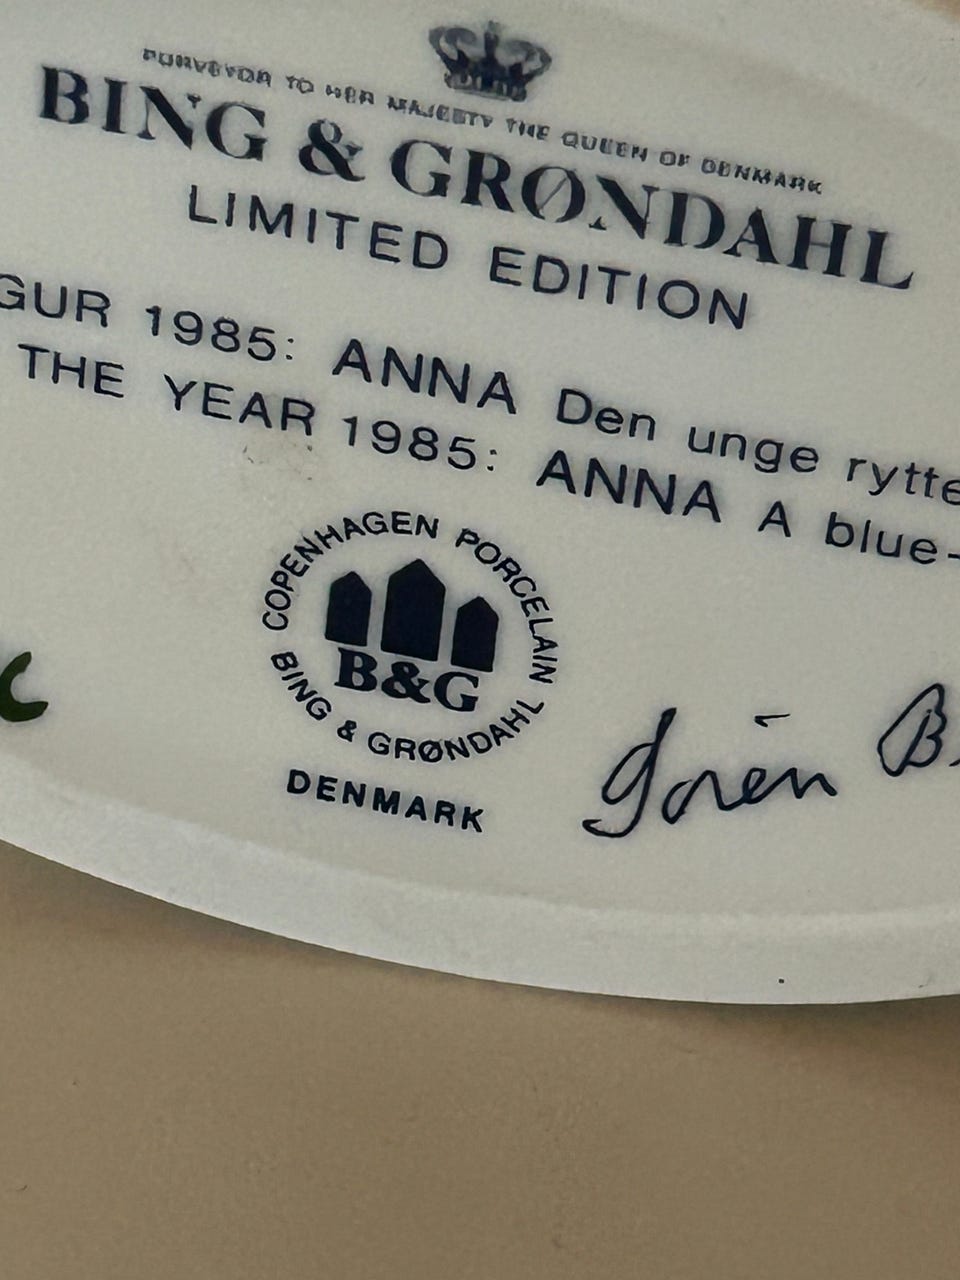 PURVEYOR TO HER MAJESTY THE QUEEN OF DENMARK
BING & GRØNDAHL
LIMITED EDITION
GUR 1985: ANNA Den unge rytte
THE YEAR 1985: ANNA A blue-
COPENHAGEN PORCELAIN
B&G
BING & GRØNDAHL
DENMARK
B.